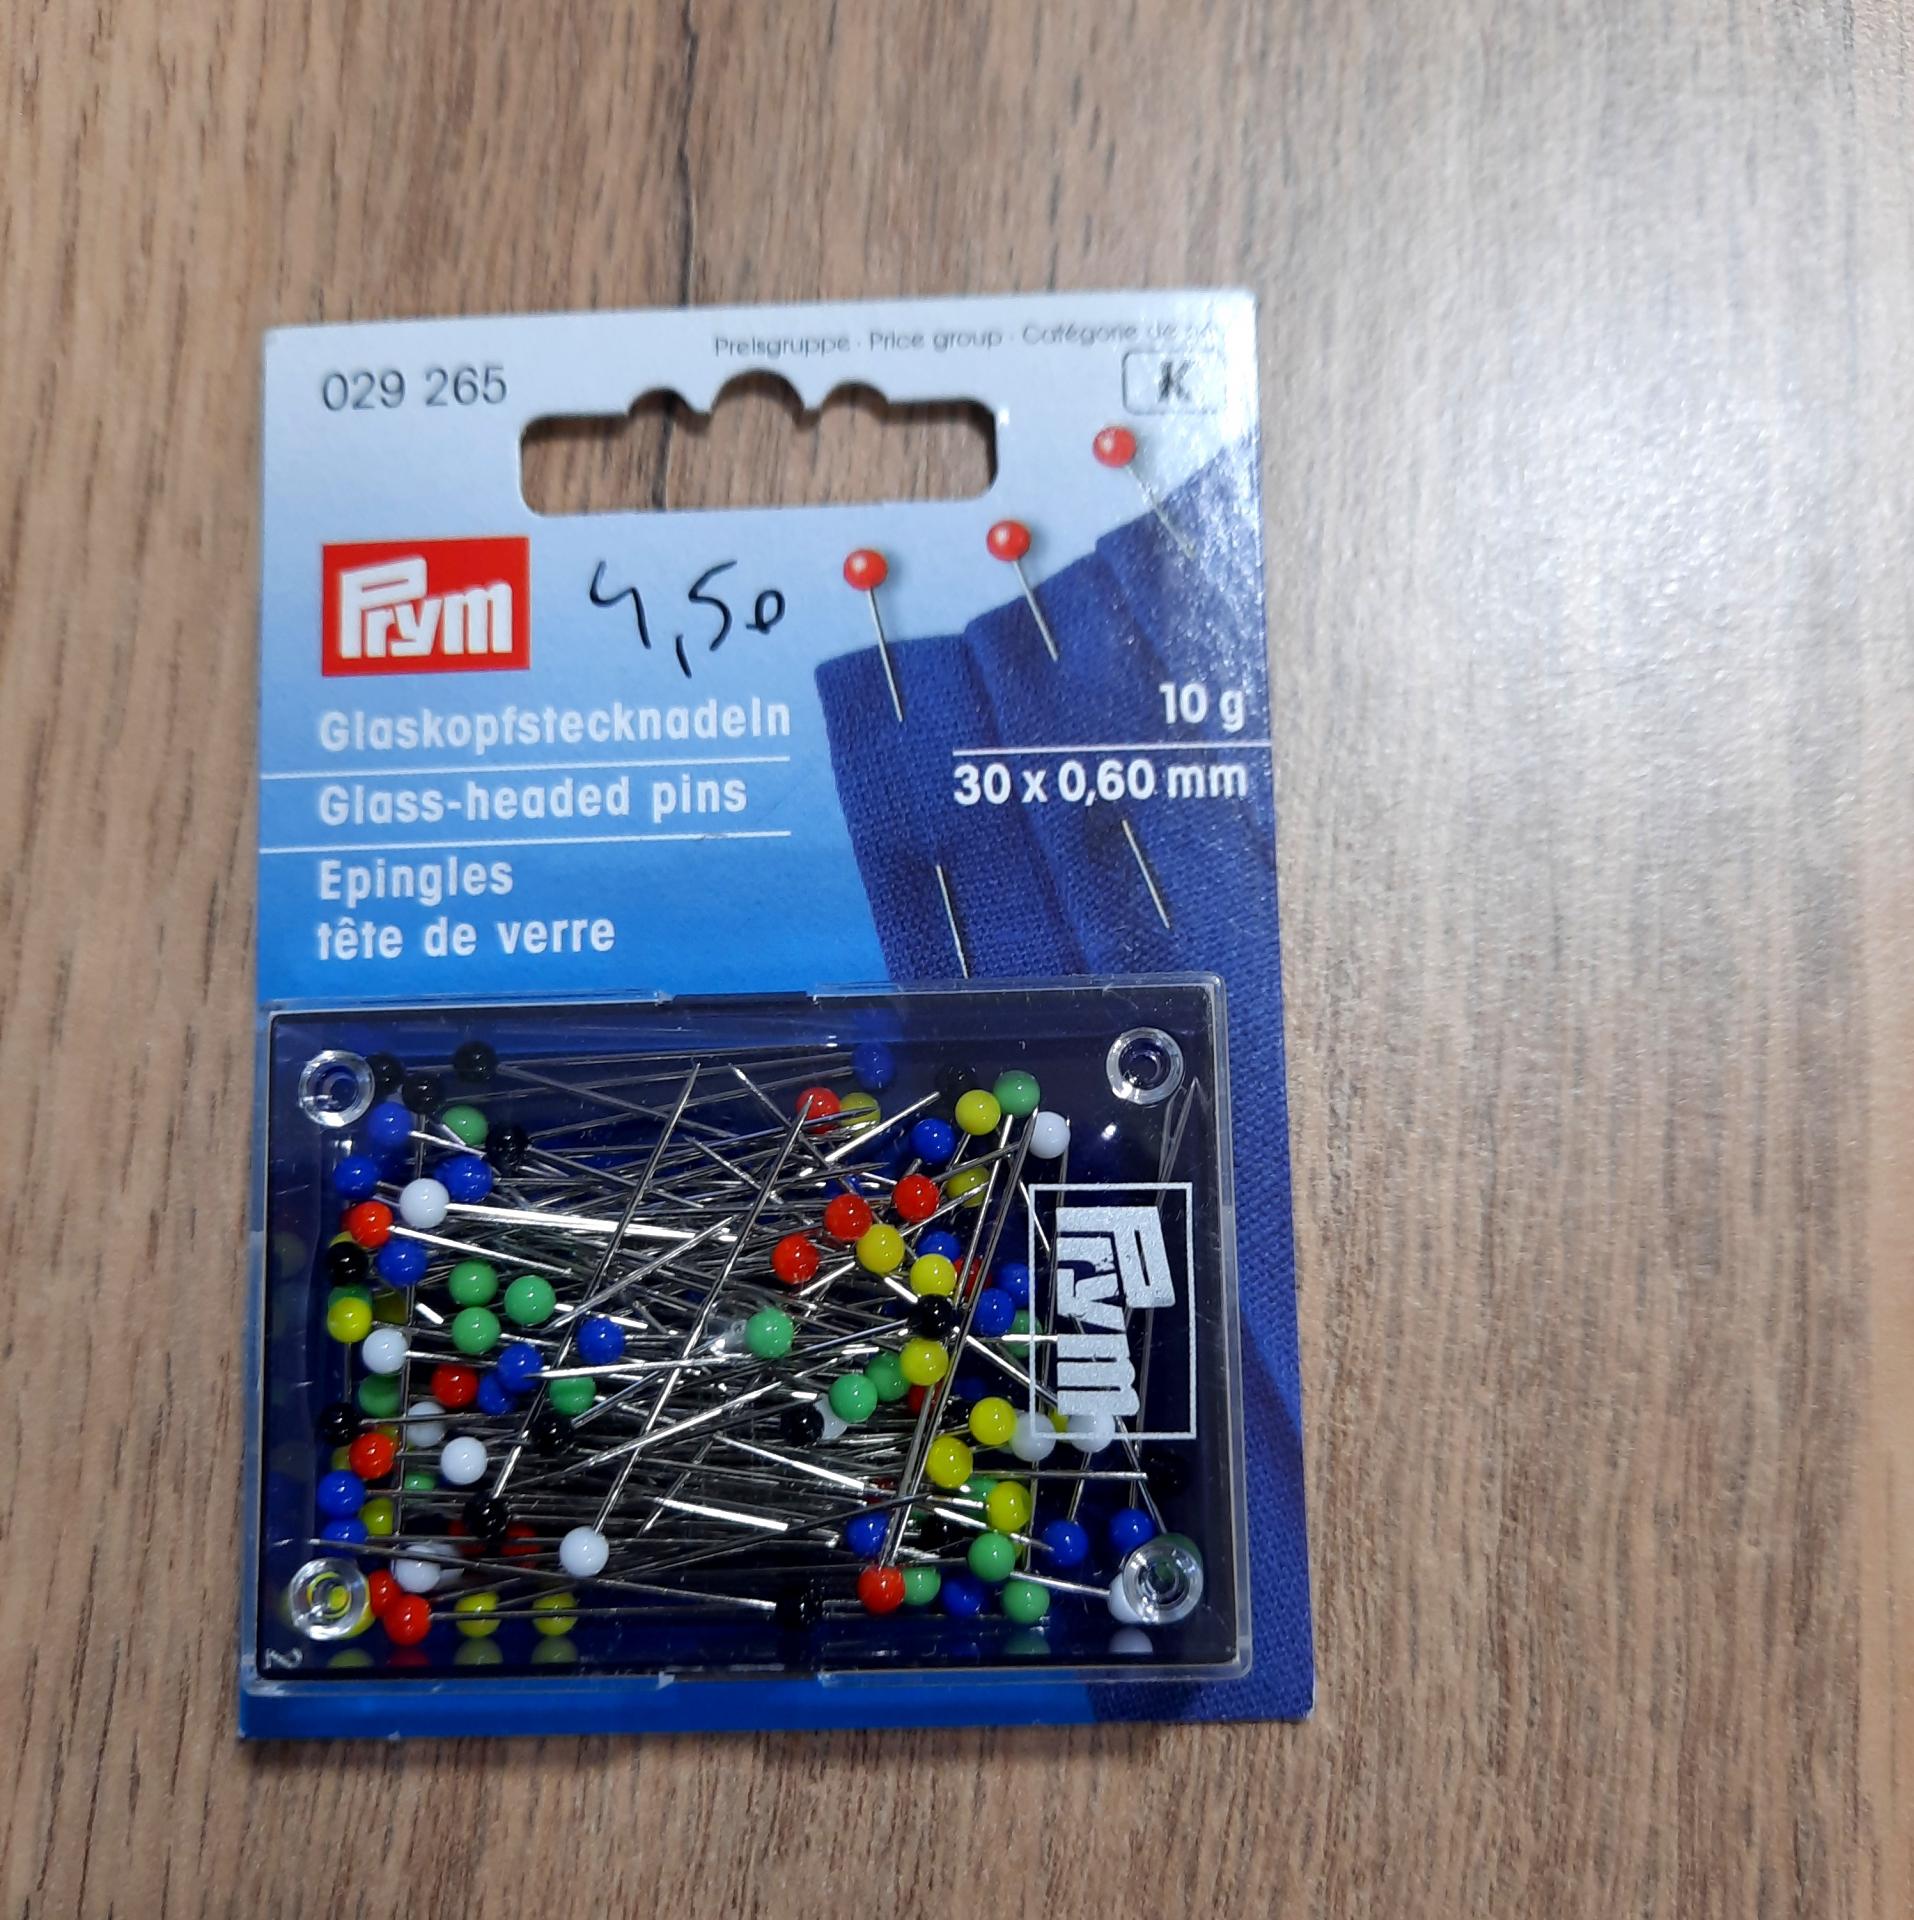 Preisgruppe · Price group · Catégorie de
029 265
K
Prym
4,50
Glaskopfstecknadeln
Glass-headed pins
Epingles
tête de verre
10 g
30 x 0,60 mm
Prym
2